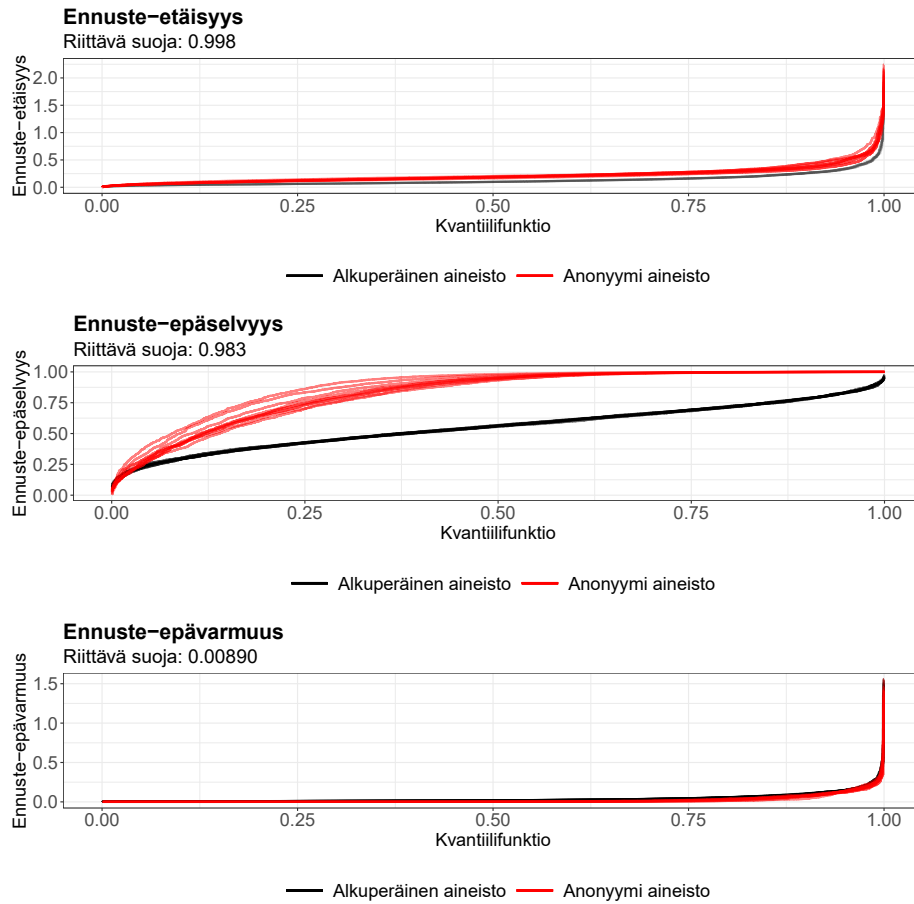 Ennuste−etäisyys
Riittävä suoja: 0.998
Ennuste−etäisyys
2.0
1.5
1.0
0.5
0.0
0.00 0.25 0.50 0.75 1.00
Kvantiilifunktio
Alkuperäinen aineisto Anonyymi aineisto
Ennuste−epäselvyys
Riittävä suoja: 0.983
Ennuste−epäselvyys
1.00
0.75
0.50
0.25
0.00
0.00 0.25 0.50 0.75 1.00
Kvantiilifunktio
Alkuperäinen aineisto Anonyymi aineisto
Ennuste−epävarmuus
Riittävä suoja: 0.00890
Ennuste−epävarmuus
1.5
1.0
0.5
0.0
0.00 0.25 0.50 0.75 1.00
Kvantiilifunktio
Alkuperäinen aineisto Anonyymi aineisto